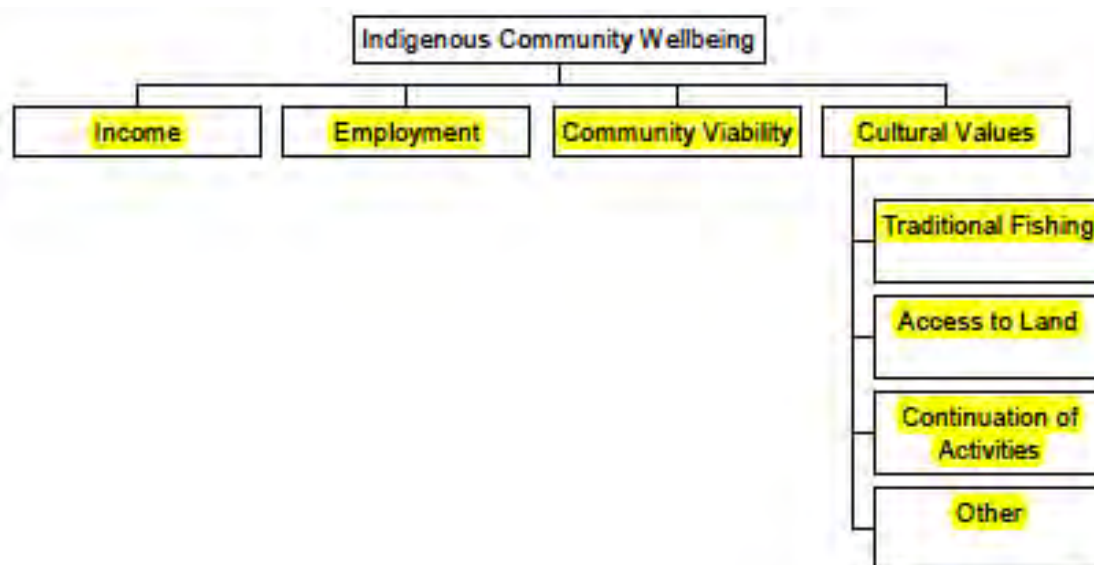 Indigenous Community Wellbeing
Income
Employment
Community Viability
Cultural Values
Traditional Fishing
Access to Land
Continuation of
Activities
Other